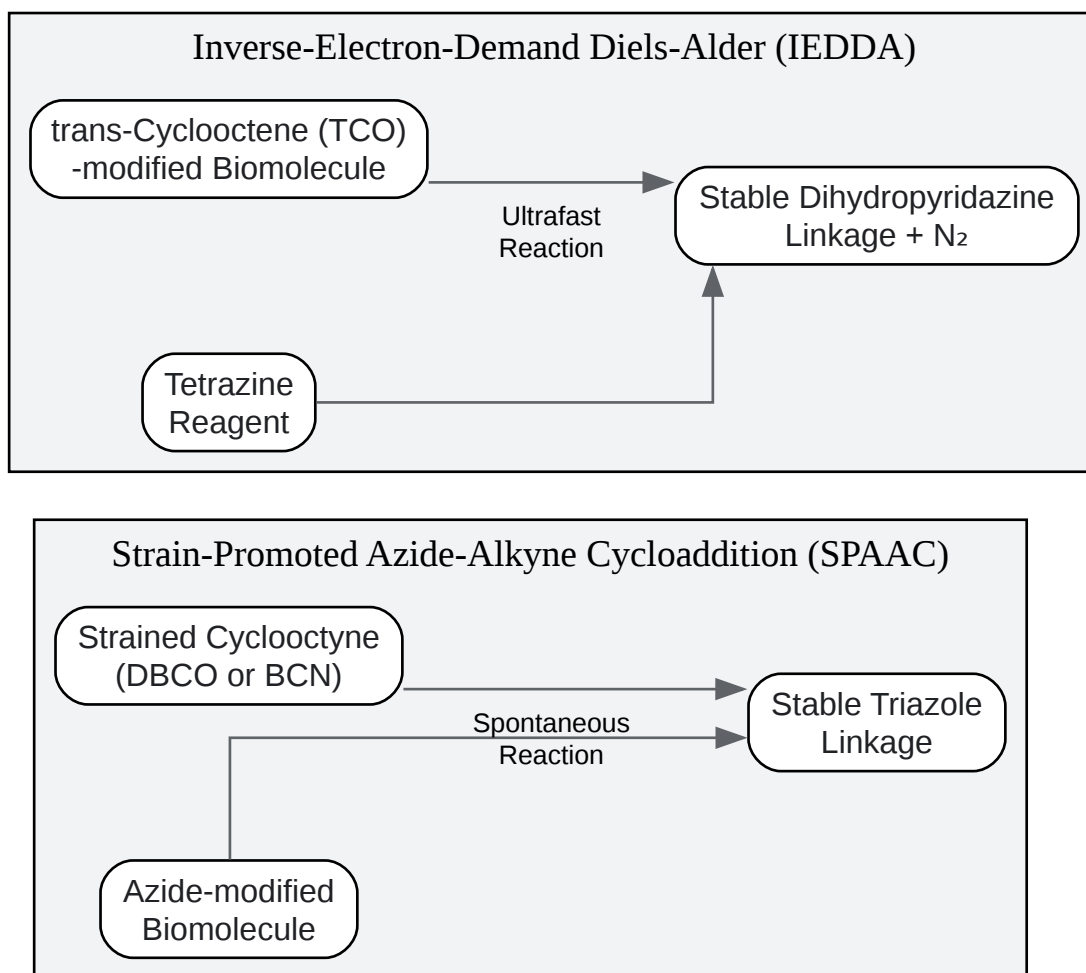 Inverse-Electron-Demand Diels-Alder (IEDDA)
trans-Cyclooctene (TCO)
-modified Biomolecule
Ultrafast
Reaction
Stable Dihydropyridazine
Linkage + N₂
Tetrazine
Reagent
Strain-Promoted Azide-Alkyne Cycloaddition (SPAAC)
Strained Cyclooctyne
(DBCO or BCN)
Spontaneous
Reaction
Stable Triazole
Linkage
Azide-modified
Biomolecule